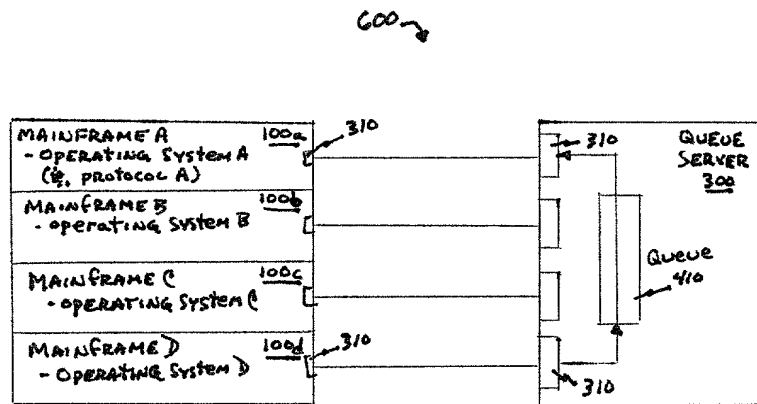 600
MAINFRAME A
- OPERATING SYSTEM A
(e.g. PROTOCOL A)
100a
310
MAINFRAME B
- OPERATING SYSTEM B
100b
MAINFRAME C
- OPERATING SYSTEM C
100c
MAINFRAME D
- OPERATING SYSTEM D
100d
310
310
QUEUE
SERVER
300
Queue
410
310